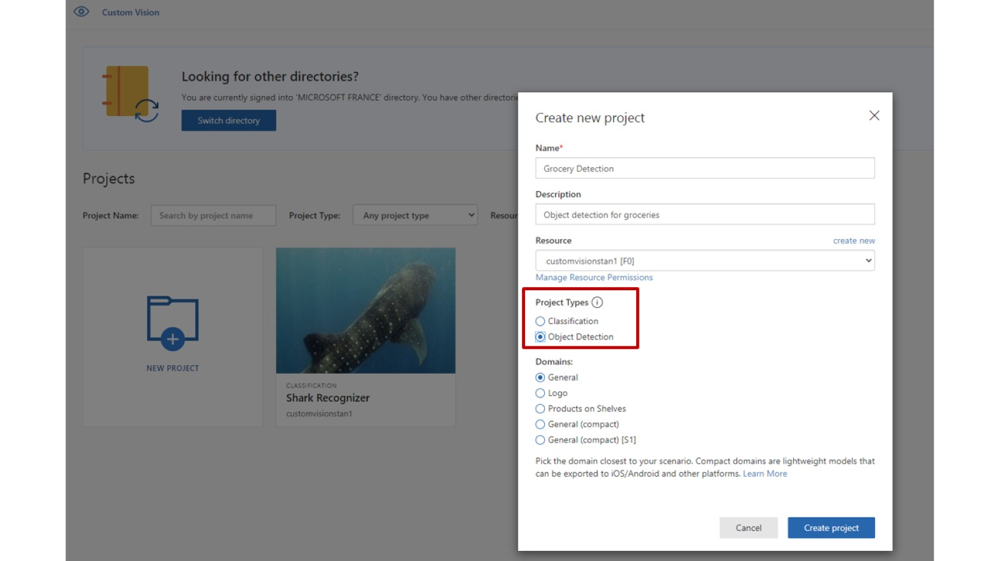 Custom Vision
Looking for other directories?
You are currently signed into 'MICROSOFT FRANCE' directory. You have other
Switch directory
Projects
Project Name:
Search by project name
Project Type:
Any project type
NEW PROJECT
CLASSIFICATION
Shark Recognizer
customvisionstan1
Create new project
Name*
Grocery Detection
Description
Object detection for groceries
Resource
create new
customvisionstan1 [F0]
Manage Resource Permissions
Project Types
Classification
Object Detection
Domains:
General
Logo
Products on Shelves
General (compact)
General (compact) [S1]
Pick the domain closest to your scenario. Compact domains are lightweight models that
can be exported to iOS/Android and other platforms. Learn More
Cancel
Create project